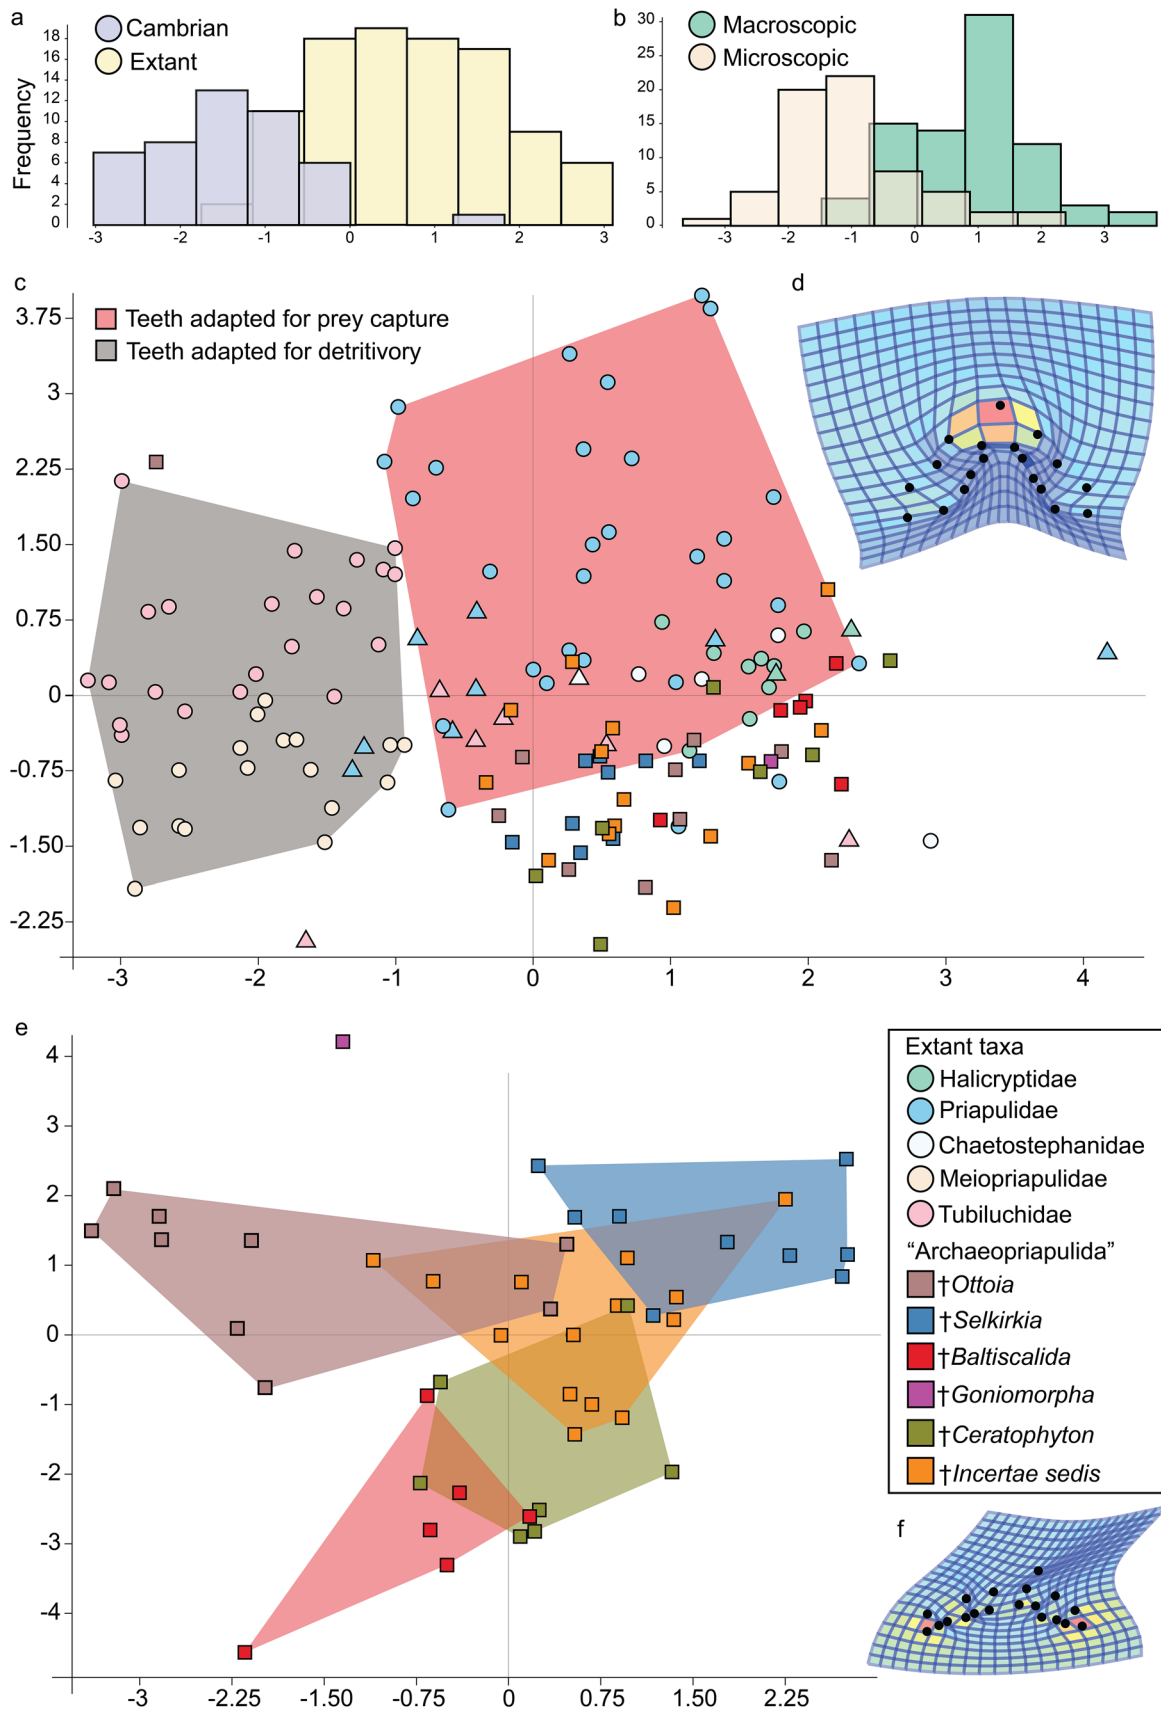 a
Cambrian
Extant
Frequency
18
16
14
12
10
8
6
4
2
0
-3 -2 -1 0 1 2 3
b
Macroscopic
Microscopic
30
25
20
15
10
5
0
-3 -2 -1 0 1 2 3
c
Teeth adapted for prey capture
Teeth adapted for detritivory
3.75
3
2.25
1.50
0.75
0
-0.75
-1.50
-2.25
-3 -2 -1 0 1 2 3 4
d
e
4
3
2
1
0
-1
-2
-3
-4
-3 -2.25 -1.50 -0.75 0 0.75 1.50 2.25
Extant taxa
Halicryptidae
Priapulidae
Chaetostephanidae
Meiopriapulidae
Tubiluchidae
“Archaeopriapulida”
†Ottoia
†Selkirkia
†Baltiscalida
†Goniomorpha
†Ceratophyton
†Incertae sedis
f